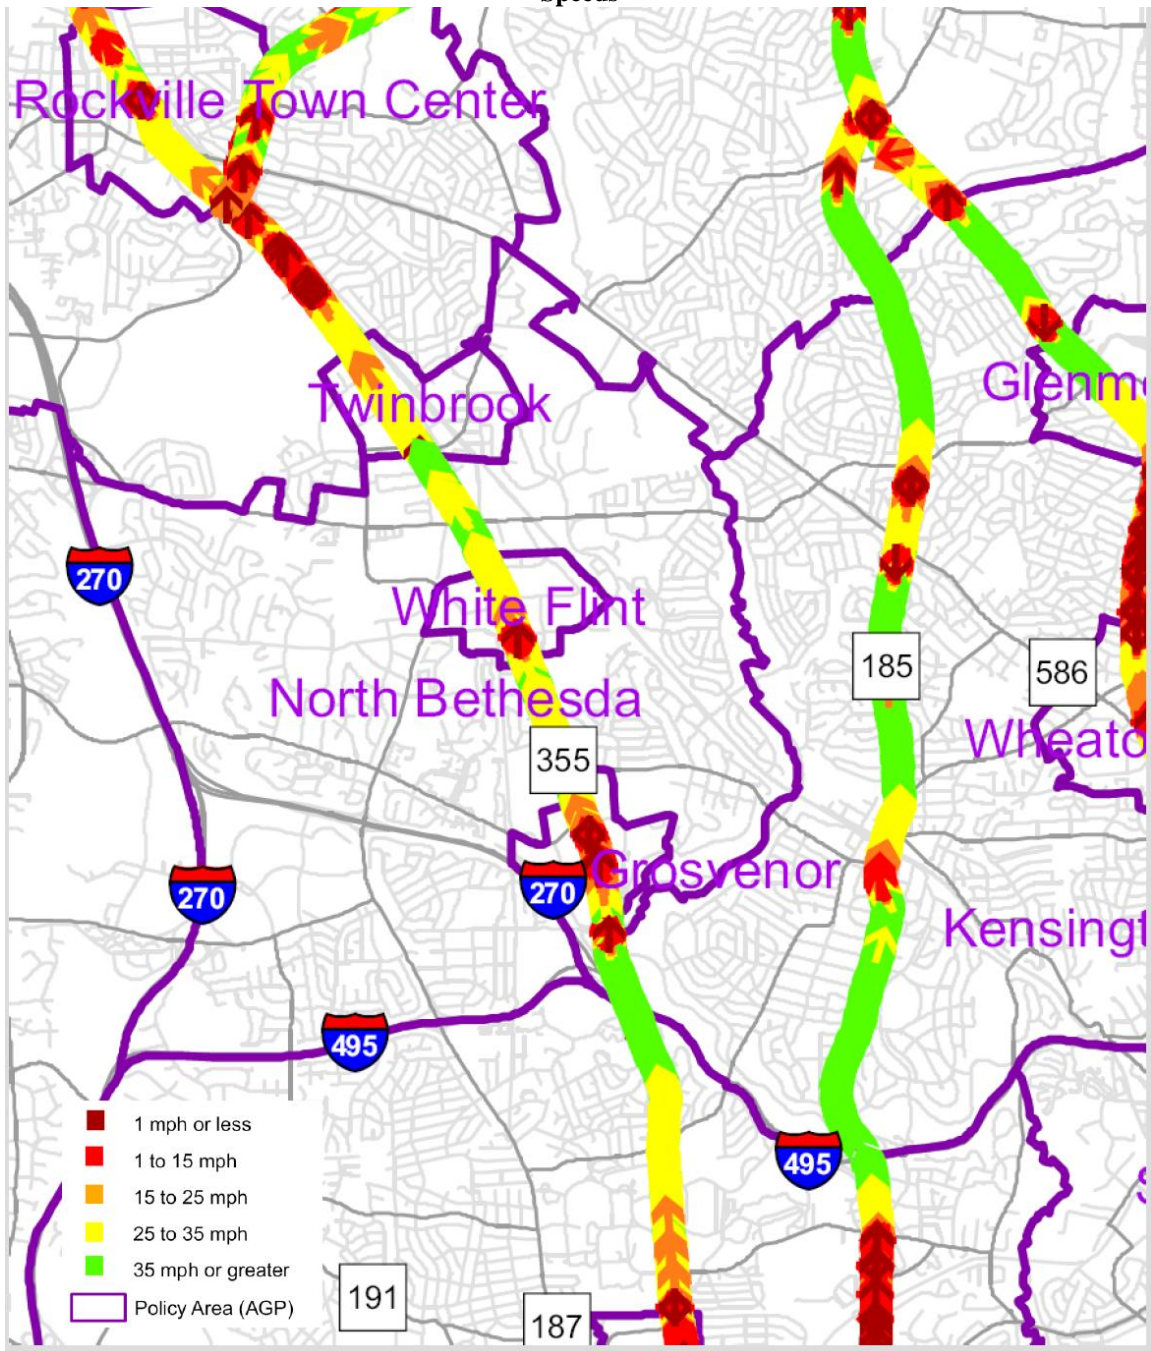 Speeds
Rockville Town Center
Glenm
Twinbrook
270
White Flint
185
586
North Bethesda
Wheato
355
Grosvenor
270
270
Kensingt
495
495
1 mph or less
1 to 15 mph
15 to 25 mph
25 to 35 mph
35 mph or greater
Policy Area (AGP)
191
187